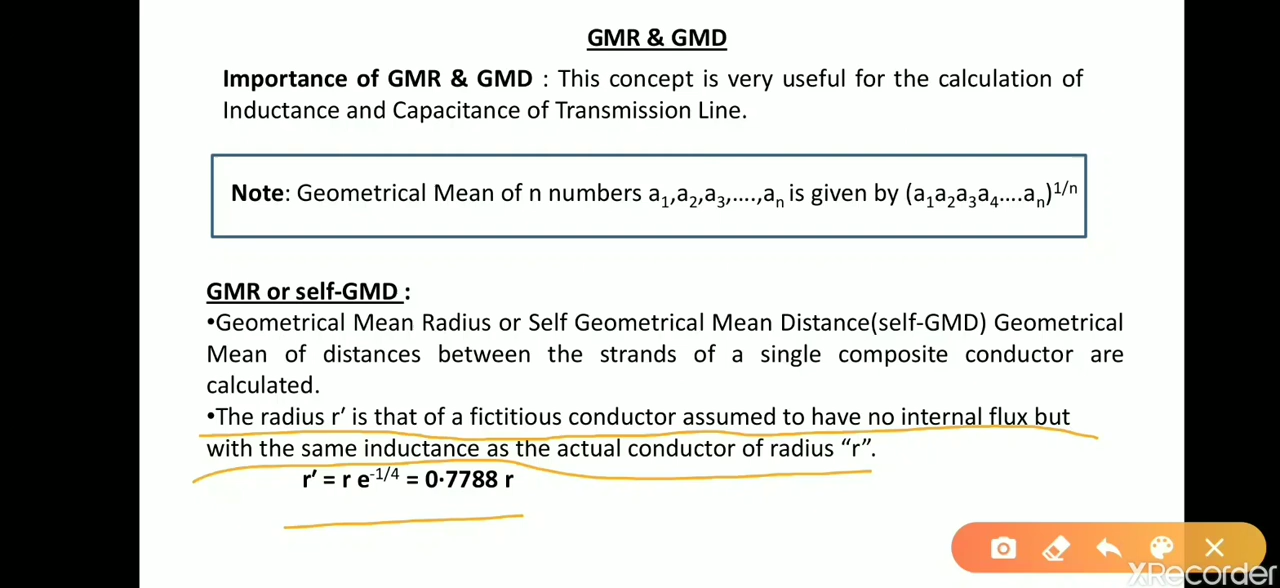 GMR & GMD
Importance of GMR & GMD : This concept is very useful for the calculation of
Inductance and Capacitance of Transmission Line.
Note: Geometrical Mean of n numbers a₁,a₂,a₃,....,aₙ is given by (a₁a₂a₃a₄....aₙ)¹/ⁿ
GMR or self-GMD :
•Geometrical Mean Radius or Self Geometrical Mean Distance(self-GMD) Geometrical
Mean of distances between the strands of a single composite conductor are
calculated.
•The radius r′ is that of a fictitious conductor assumed to have no internal flux but
with the same inductance as the actual conductor of radius “r”.
r′ = r e⁻¹/⁴ = 0·7788 r
XRecorder